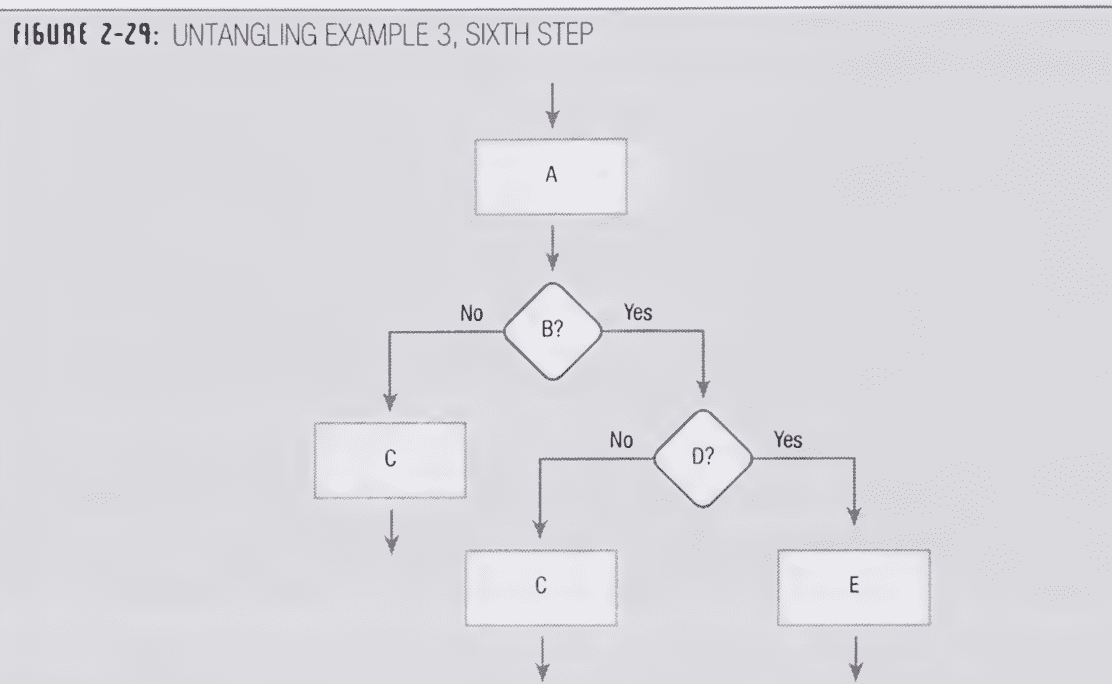 FIGURE 2-29: UNTANGLING EXAMPLE 3, SIXTH STEP
A
No
B?
Yes
C
No
D?
Yes
C
E